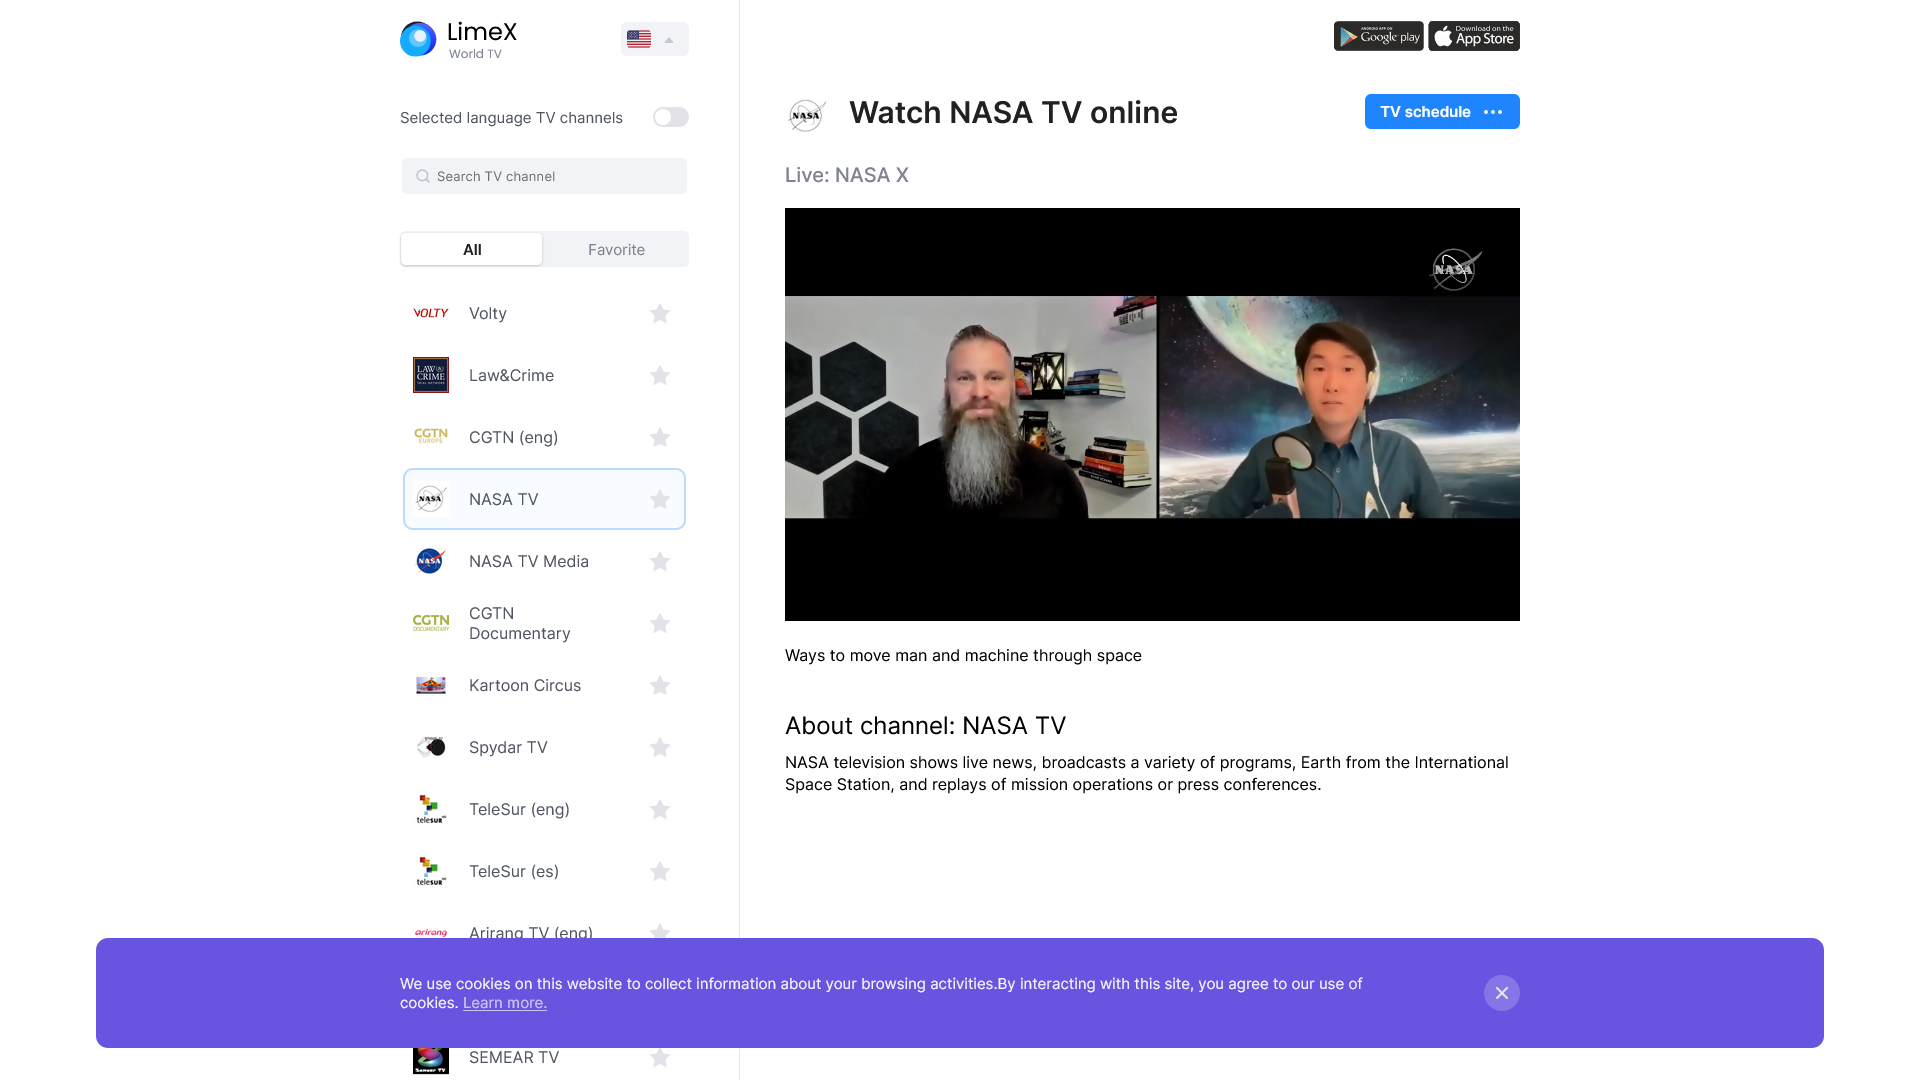 LimeX
World TV
Selected language TV channels
Search TV channel
All
Favorite
VOLTY
Volty
LAW&
CRIME
Law&Crime
CGTN
EUROPE
CGTN (eng)
NASA
NASA TV
NASA
NASA TV Media
CGTN
DOCUMENTARY
CGTN
Documentary
Kartoon Circus
Spydar TV
teleSUR
TeleSur (eng)
teleSUR
TeleSur (es)
arirang
Arirang TV (eng)
Semear TV
SEMEAR TV
ANDROID APP ON
Google play
Download on the
App Store
NASA
Watch NASA TV online
TV schedule
Live: NASA X
NASA
Ways to move man and machine through space
About channel: NASA TV
NASA television shows live news, broadcasts a variety of programs, Earth from the International
Space Station, and replays of mission operations or press conferences.
We use cookies on this website to collect information about your browsing activities.By interacting with this site, you agree to our use of
cookies. Learn more.